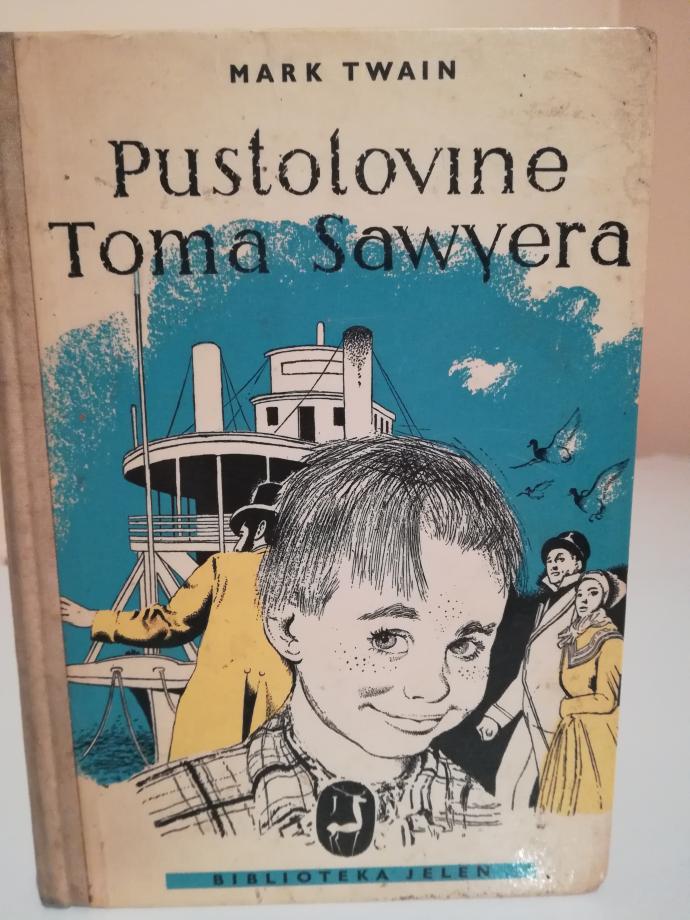 MARK TWAIN
Pustolovine
Toma Sawyera
BIBLIOTEKA JELEN